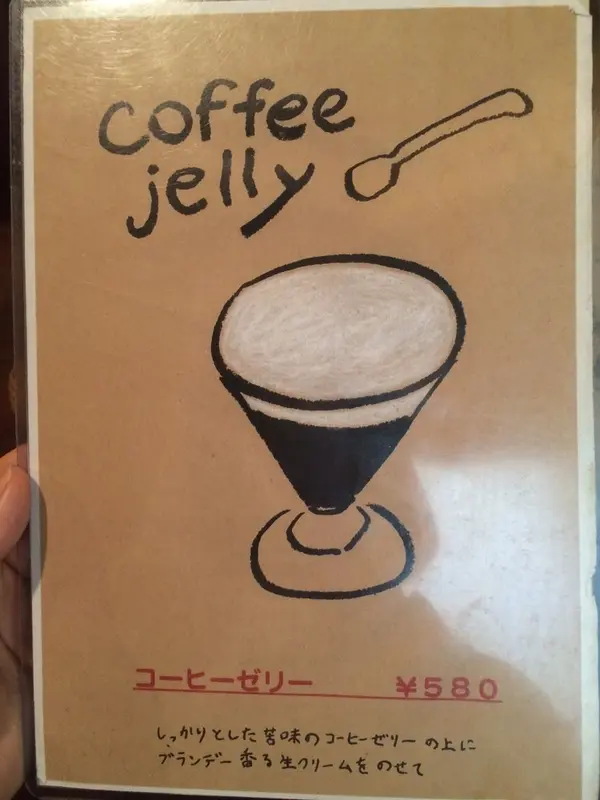 coffee
jelly
コーヒーゼリー ¥580
しっかりとした苦味のコーヒーゼリーの上に
ブランデー香る生クリームをのせて